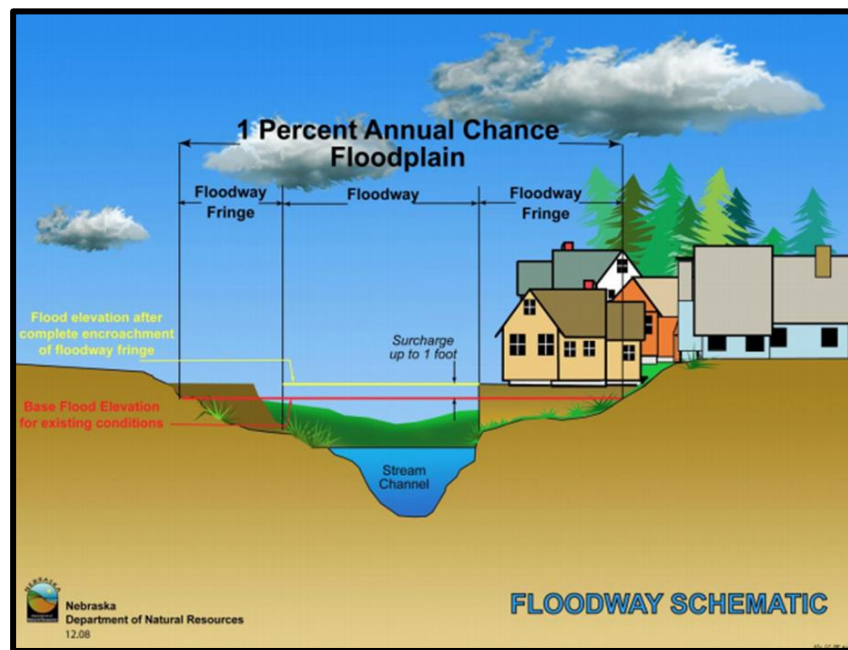 1 Percent Annual Chance
Floodplain
Floodway
Fringe
Floodway
Floodway
Fringe
Flood elevation after
complete encroachment
of floodway fringe
Surcharge
up to 1 foot
Base Flood Elevation
for existing conditions
Stream
Channel
NEBRASKA
Nebraska
Department of Natural Resources
12.08
FLOODWAY SCHEMATIC